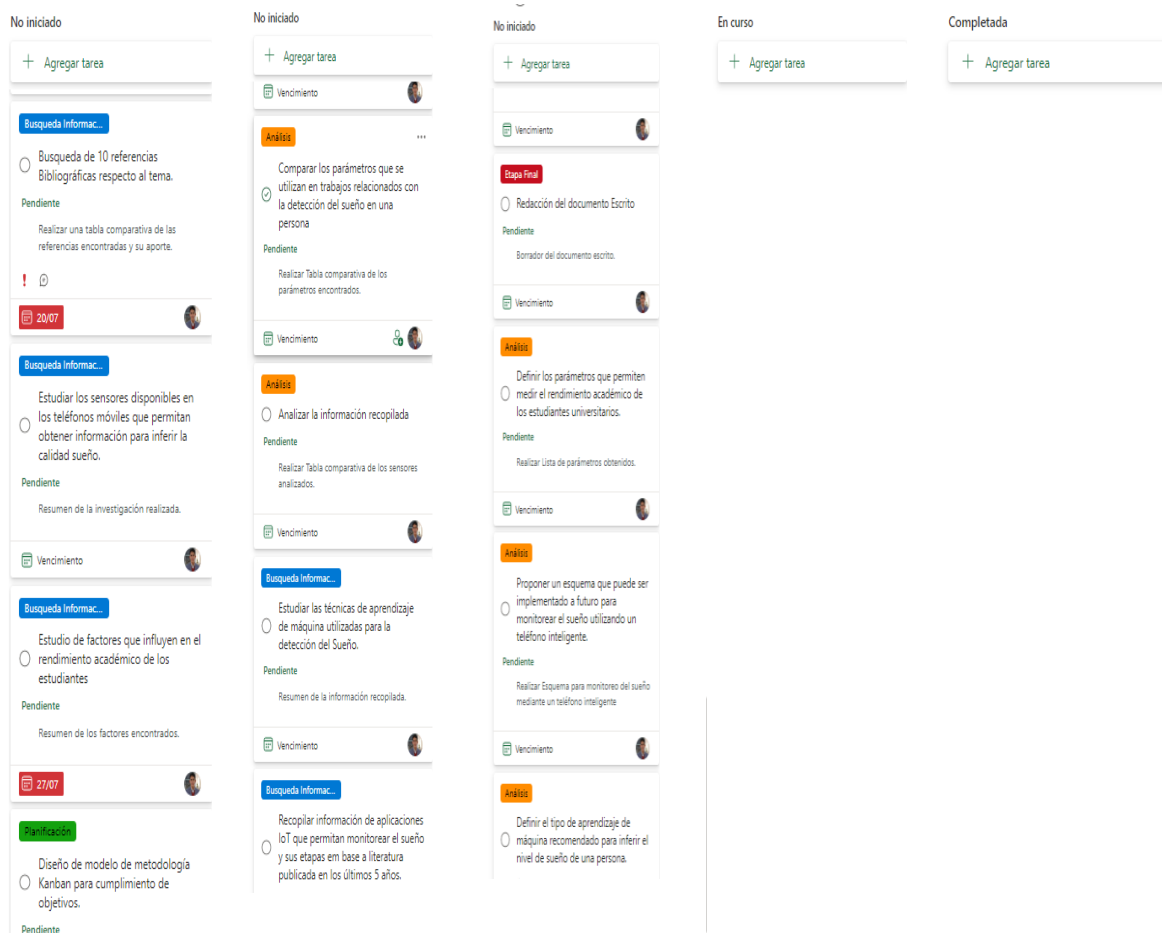 No iniciado
+ Agregar tarea
Busqueda Informac...
Busqueda de 10 referencias
Bibliográficas respecto al tema.
Pendiente
Realizar una tabla comparativa de las
referencias encontradas y su aporte.
!
20/07
Busqueda Informac...
Estudiar los sensores disponibles en
los teléfonos móviles que permitan
obtener información para inferir la
calidad sueño.
Pendiente
Resumen de la investigación realizada.
Vencimiento
Busqueda Informac...
Estudio de factores que influyen en el
rendimiento académico de los
estudiantes
Pendiente
Resumen de los factores encontrados.
27/07
Planificación
Diseño de modelo de metodología
Kanban para cumplimiento de
objetivos.
Pendiente
No iniciado
+ Agregar tarea
Vencimiento
Análisis
...
Comparar los parámetros que se
utilizan en trabajos relacionados con
la detección del sueño en una
persona
Pendiente
Realizar Tabla comparativa de los
parámetros encontrados.
Vencimiento
Análisis
Analizar la información recopilada
Pendiente
Realizar Tabla comparativa de los sensores
analizados.
Vencimiento
Busqueda Informac...
Estudiar las técnicas de aprendizaje
de máquina utilizadas para la
detección del Sueño.
Pendiente
Resumen de la información recopilada.
Vencimiento
Busqueda Informac...
Recopilar información de aplicaciones
IoT que permitan monitorear el sueño
y sus etapas em base a literatura
publicada en los últimos 5 años.
No iniciado
+ Agregar tarea
Vencimiento
Etapa Final
Redacción del documento Escrito
Pendiente
Borrador del documento escrito.
Vencimiento
Análisis
Definir los parámetros que permiten
medir el rendimiento académico de
los estudiantes universitarios.
Pendiente
Realizar Lista de parámetros obtenidos.
Vencimiento
Análisis
Proponer un esquema que puede ser
implementado a futuro para
monitorear el sueño utilizando un
teléfono inteligente.
Pendiente
Realizar Esquema para monitoreo del sueño
mediante un teléfono inteligente
Vencimiento
Análisis
Definir el tipo de aprendizaje de
máquina recomendado para inferir el
nivel de sueño de una persona.
En curso
+ Agregar tarea
Completada
+ Agregar tarea